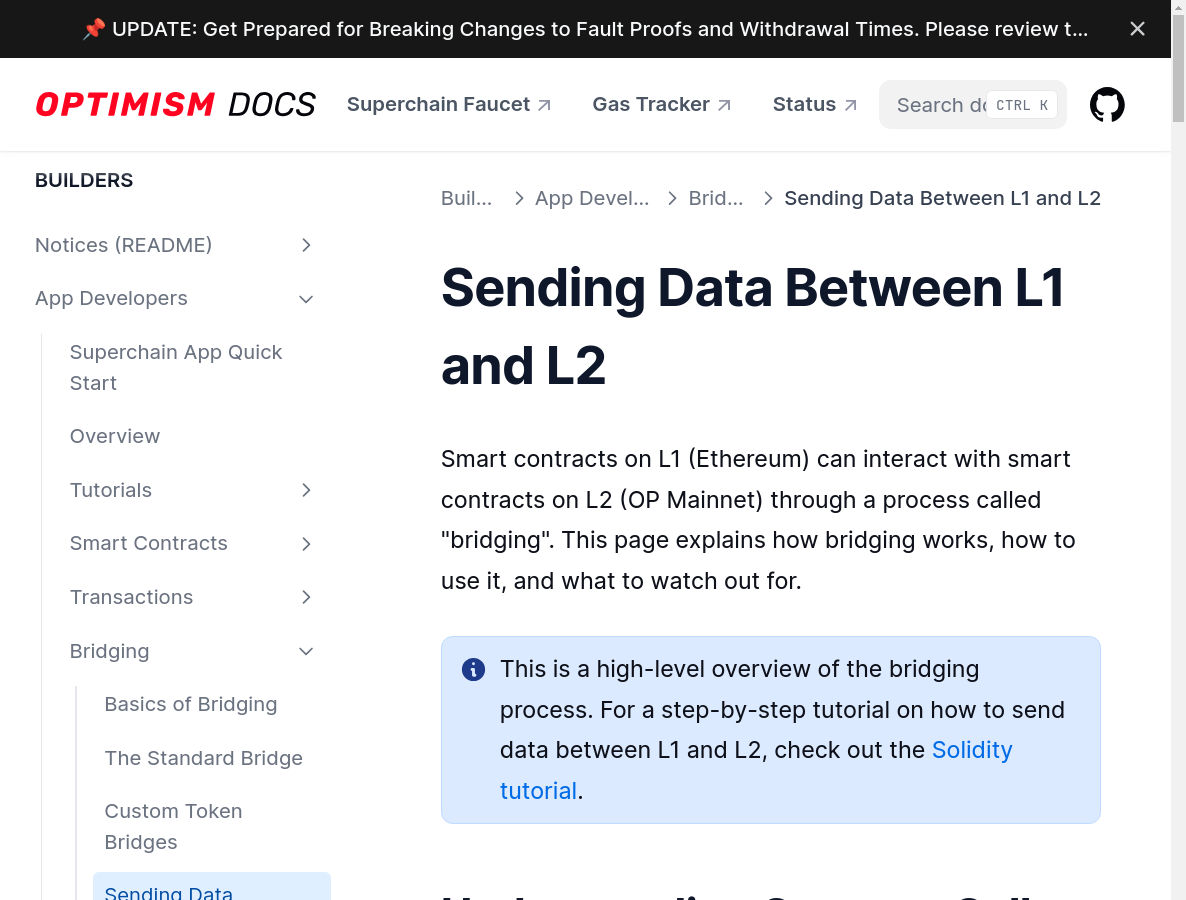 📌 UPDATE: Get Prepared for Breaking Changes to Fault Proofs and Withdrawal Times. Please review t...
OPTIMISM DOCS
Superchain Faucet
Gas Tracker
Status
Search do
CTRL K
BUILDERS
Notices (README)
App Developers
Superchain App Quick
Start
Overview
Tutorials
Smart Contracts
Transactions
Bridging
Basics of Bridging
The Standard Bridge
Custom Token
Bridges
Sending Data
Buil... > App Devel... > Brid... > Sending Data Between L1 and L2
Sending Data Between L1
and L2
Smart contracts on L1 (Ethereum) can interact with smart
contracts on L2 (OP Mainnet) through a process called
"bridging". This page explains how bridging works, how to
use it, and what to watch out for.
This is a high-level overview of the bridging
process. For a step-by-step tutorial on how to send
data between L1 and L2, check out the Solidity
tutorial.